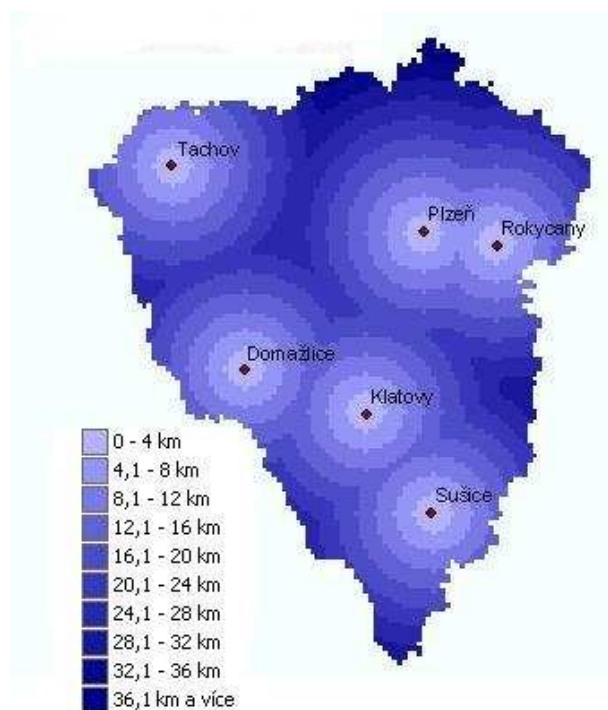 Tachov
Plzeň
Rokycany
Domažlice
Klatovy
Sušice
0 - 4 km
4,1 - 8 km
8,1 - 12 km
12,1 - 16 km
16,1 - 20 km
20,1 - 24 km
24,1 - 28 km
28,1 - 32 km
32,1 - 36 km
36,1 km a více